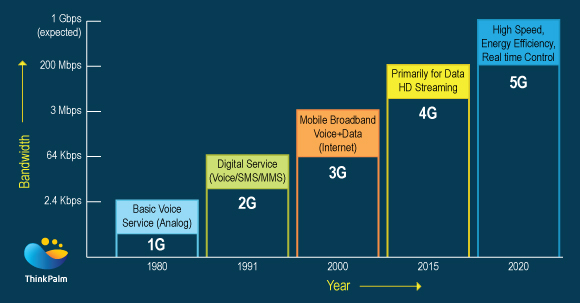 1 Gbps
(expected)
200 Mbps
3 Mbps
64 Kbps
2.4 Kbps
Bandwidth
Basic Voice
Service (Analog)
1G
Digital Service
(Voice/SMS/MMS)
2G
Mobile Broadband
Voice+Data
(Internet)
3G
Primarily for Data
HD Streaming
4G
High Speed,
Energy Efficiency,
Real time Control
5G
1980
1991
2000
2015
2020
Year
ThinkPalm